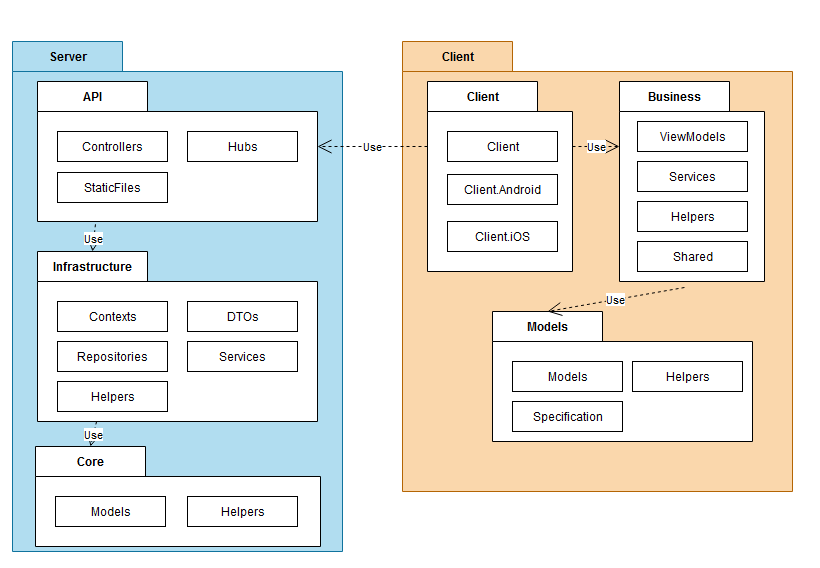 Server
API
Controllers
Hubs
StaticFiles
Use
Infrastructure
Contexts
DTOs
Repositories
Services
Helpers
Use
Core
Models
Helpers
Use
Client
Client
Client
Client.Android
Client.iOS
Use
Business
ViewModels
Services
Helpers
Shared
Use
Models
Models
Helpers
Specification